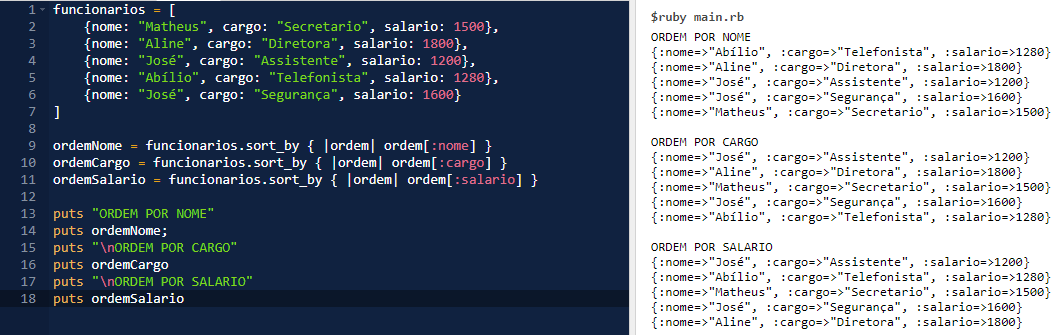 1 funcionarios = [
2     {nome: "Matheus", cargo: "Secretario", salario: 1500},
3     {nome: "Aline", cargo: "Diretora", salario: 1800},
4     {nome: "José", cargo: "Assistente", salario: 1200},
5     {nome: "Abílio", cargo: "Telefonista", salario: 1280},
6     {nome: "José", cargo: "Segurança", salario: 1600}
7 ]
8
9 ordemNome = funcionarios.sort_by { |ordem| ordem[:nome] }
10 ordemCargo = funcionarios.sort_by { |ordem| ordem[:cargo] }
11 ordemSalario = funcionarios.sort_by { |ordem| ordem[:salario] }
12
13 puts "ORDEM POR NOME"
14 puts ordemNome;
15 puts "\nORDEM POR CARGO"
16 puts ordemCargo
17 puts "\nORDEM POR SALARIO"
18 puts ordemSalario
$ruby main.rb
ORDEM POR NOME
{:nome=>"Abílio", :cargo=>"Telefonista", :salario=>1280}
{:nome=>"Aline", :cargo=>"Diretora", :salario=>1800}
{:nome=>"José", :cargo=>"Assistente", :salario=>1200}
{:nome=>"José", :cargo=>"Segurança", :salario=>1600}
{:nome=>"Matheus", :cargo=>"Secretario", :salario=>1500}

ORDEM POR CARGO
{:nome=>"José", :cargo=>"Assistente", :salario=>1200}
{:nome=>"Aline", :cargo=>"Diretora", :salario=>1800}
{:nome=>"Matheus", :cargo=>"Secretario", :salario=>1500}
{:nome=>"José", :cargo=>"Segurança", :salario=>1600}
{:nome=>"Abílio", :cargo=>"Telefonista", :salario=>1280}

ORDEM POR SALARIO
{:nome=>"José", :cargo=>"Assistente", :salario=>1200}
{:nome=>"Abílio", :cargo=>"Telefonista", :salario=>1280}
{:nome=>"Matheus", :cargo=>"Secretario", :salario=>1500}
{:nome=>"José", :cargo=>"Segurança", :salario=>1600}
{:nome=>"Aline", :cargo=>"Diretora", :salario=>1800}